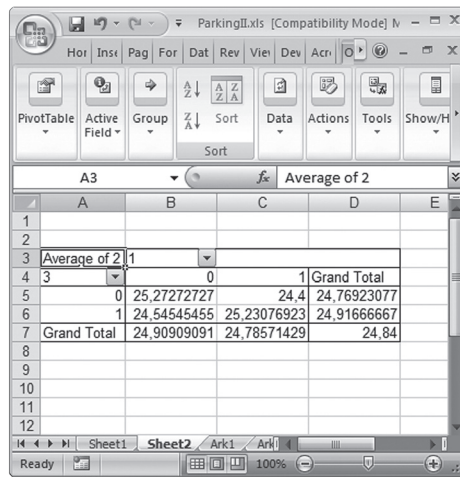 ParkingII.xls [Compatibility Mode] M
Hor Inse Pag For Dat Rev Viev Dev Acr O
PivotTable Active Field Group Sort Data Actions Tools Show/H
Sort
A3 fx Average of 2
A B C D E
1
2
3 Average of 2 1
4 3 0 1 Grand Total
5 0 25,27272727 24,4 24,76923077
6 1 24,54545455 25,23076923 24,91666667
7 Grand Total 24,90909091 24,78571429 24,84
8
9
10
11
12
Sheet1 Sheet2 Ark1 Ark
Ready 100%